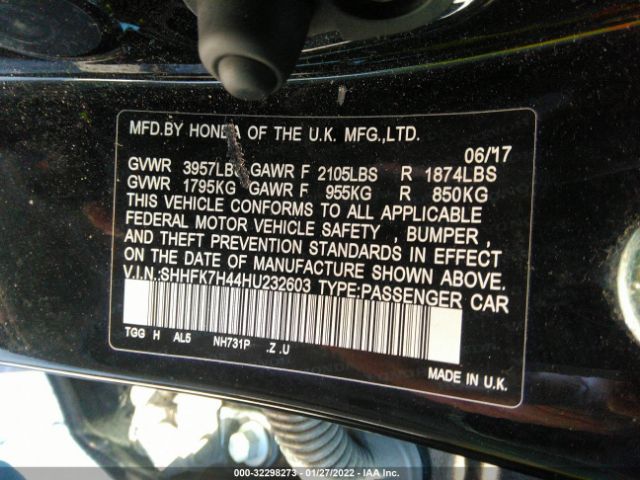 MFD.BY HONDA OF THE U.K. MFG.,LTD.
06/17
GVWR 3957LBS GAWR F 2105LBS R 1874LBS
GVWR 1795KG GAWR F 955KG R 850KG
THIS VEHICLE CONFORMS TO ALL APPLICABLE
FEDERAL MOTOR VEHICLE SAFETY , BUMPER ,
AND THEFT PREVENTION STANDARDS IN EFFECT
ON THE DATE OF MANUFACTURE SHOWN ABOVE.
V.I.N.:SHHFK7H44HU232603 TYPE:PASSENGER CAR
TGG H AL5 NH731P .Z .U
MADE IN U.K.
000-32298273 - 01/27/2022 - IAA Inc.